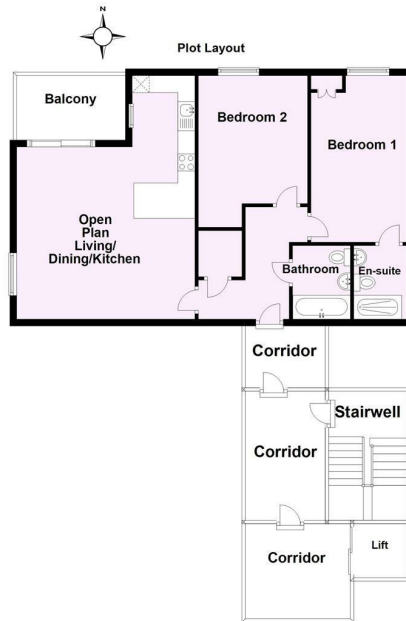 N
Plot Layout
Balcony
Bedroom 2
Bedroom 1
Open
Plan
Living/
Dining/Kitchen
Bathroom
En-suite
Corridor
Stairwell
Corridor
Corridor
Lift